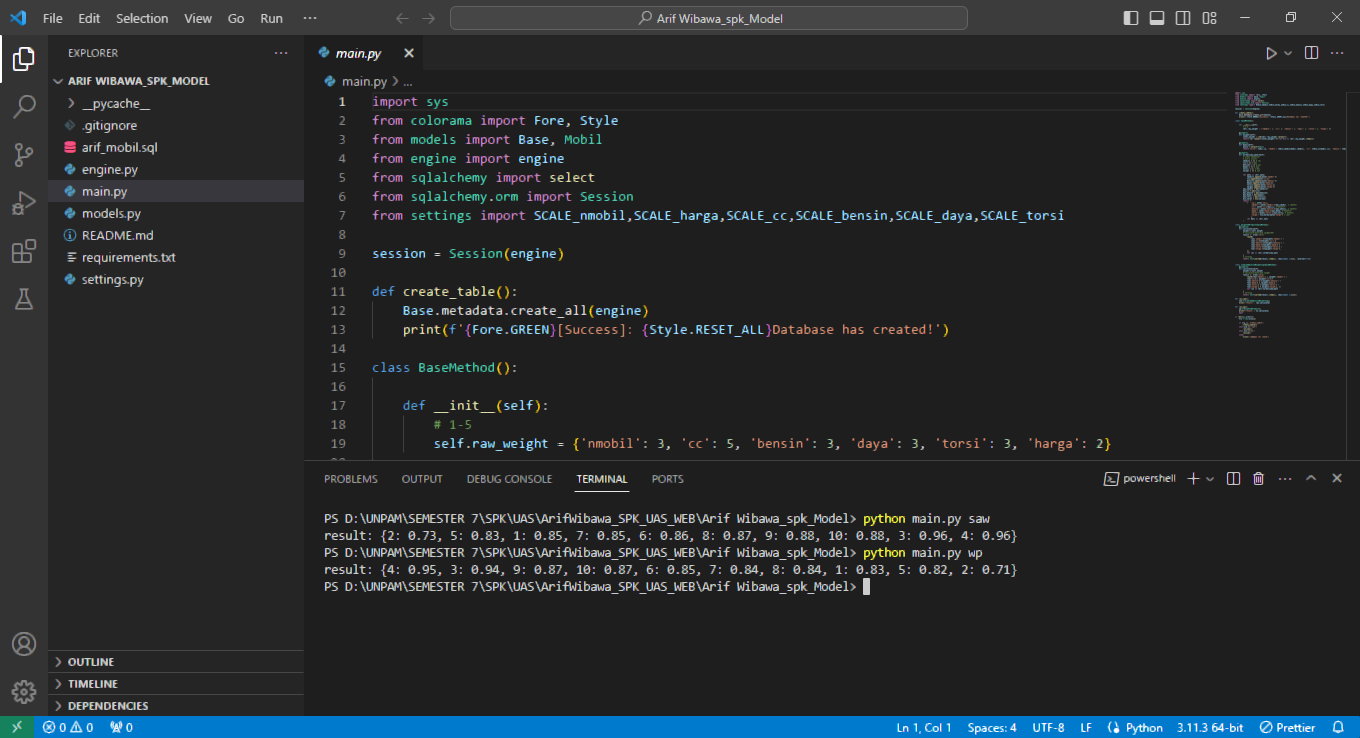 File Edit Selection View Go Run ··· Arif Wibawa_spk_Model
EXPLORER ···
ARIF WIBAWA_SPK_MODEL
__pycache__
.gitignore
arif_mobil.sql
engine.py
main.py
models.py
README.md
requirements.txt
settings.py
OUTLINE
TIMELINE
DEPENDENCIES
main.py
main.py > ...
1 import sys
2 from colorama import Fore, Style
3 from models import Base, Mobil
4 from engine import engine
5 from sqlalchemy import select
6 from sqlalchemy.orm import Session
7 from settings import SCALE_nmobil,SCALE_harga,SCALE_cc,SCALE_bensin,SCALE_daya,SCALE_torsi
8
9 session = Session(engine)
10
11 def create_table():
12     Base.metadata.create_all(engine)
13     print(f'{Fore.GREEN}[Success]: {Style.RESET_ALL}Database has created!')
14
15 class BaseMethod():
16
17     def __init__(self):
18         # 1-5
19         self.raw_weight = {'nmobil': 3, 'cc': 5, 'bensin': 3, 'daya': 3, 'torsi': 3, 'harga': 2}
PROBLEMS OUTPUT DEBUG CONSOLE TERMINAL PORTS powershell
PS D:\UNPAM\SEMESTER 7\SPK\UAS\ArifWibawa_SPK_UAS_WEB\Arif Wibawa_spk_Model> python main.py saw
result: {2: 0.73, 5: 0.83, 1: 0.85, 7: 0.85, 6: 0.86, 8: 0.87, 9: 0.88, 10: 0.88, 3: 0.96, 4: 0.96}
PS D:\UNPAM\SEMESTER 7\SPK\UAS\ArifWibawa_SPK_UAS_WEB\Arif Wibawa_spk_Model> python main.py wp
result: {4: 0.95, 3: 0.94, 9: 0.87, 10: 0.87, 6: 0.85, 7: 0.84, 8: 0.84, 1: 0.83, 5: 0.82, 2: 0.71}
PS D:\UNPAM\SEMESTER 7\SPK\UAS\ArifWibawa_SPK_UAS_WEB\Arif Wibawa_spk_Model>
0 0 0 Ln 1, Col 1 Spaces: 4 UTF-8 LF Python 3.11.3 64-bit Prettier